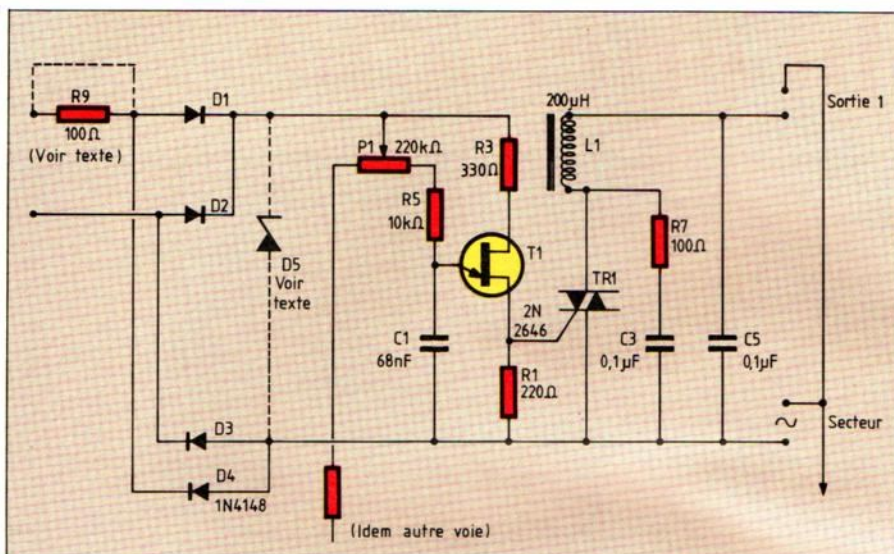 R9
100Ω
(Voir texte)
D1
D2
D5
Voir
texte
D3
D4
1N4148
P1
220kΩ
R5
10kΩ
C1
68nF
R3
330Ω
T1
2N
2646
R1
220Ω
200µH
L1
TR1
R7
100Ω
C3
0,1µF
C5
0,1µF
Sortie 1
~
Secteur
(Idem autre voie)